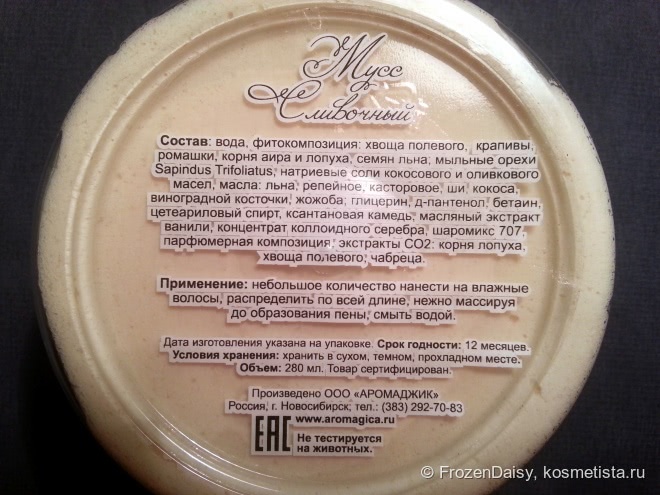 Мусс
Сливочный
Состав: вода, фитокомпозиция: хвоща полевого, крапивы,
ромашки, корня аира и лопуха, семян льна; мыльные орехи
Sapindus Trifoliatus, натриевые соли кокосового и оливкового
масел, масла: льна, репейное, касторовое, ши, кокоса,
виноградной косточки, жожоба; глицерин, д-пантенол, бетаин,
цетеариловый спирт, ксантановая камедь, масляный экстракт
ванили, концентрат коллоидного серебра, шаромикс 707,
парфюмерная композиция, экстракты СО2: корня лопуха,
хвоща полевого, чабреца.
Применение: небольшое количество нанести на влажные
волосы, распределить по всей длине, нежно массируя
до образования пены, смыть водой.
Дата изготовления указана на упаковке. Срок годности: 12 месяцев.
Условия хранения: хранить в сухом, темном, прохладном месте.
Объем: 280 мл. Товар сертифицирован.
Произведено ООО «АРОМАДЖИК»
Россия, г. Новосибирск; тел.: (383) 292-70-83
www.aromagica.ru
EAC Не тестируется
на животных.
© FrozenDaisy, kosmetista.ru